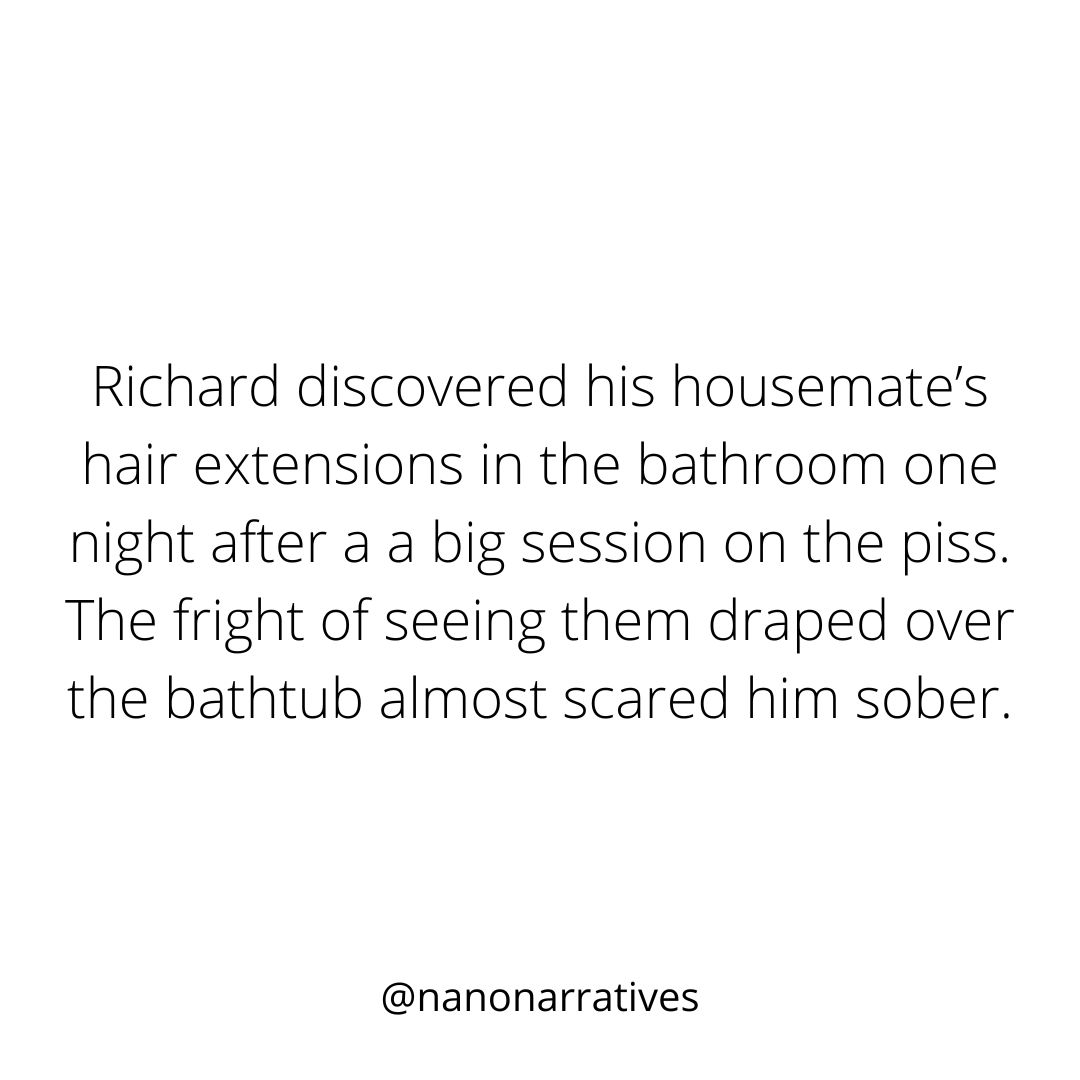 Richard discovered his housemate’s
hair extensions in the bathroom one
night after a a big session on the piss.
The fright of seeing them draped over
the bathtub almost scared him sober.
@nanonarratives